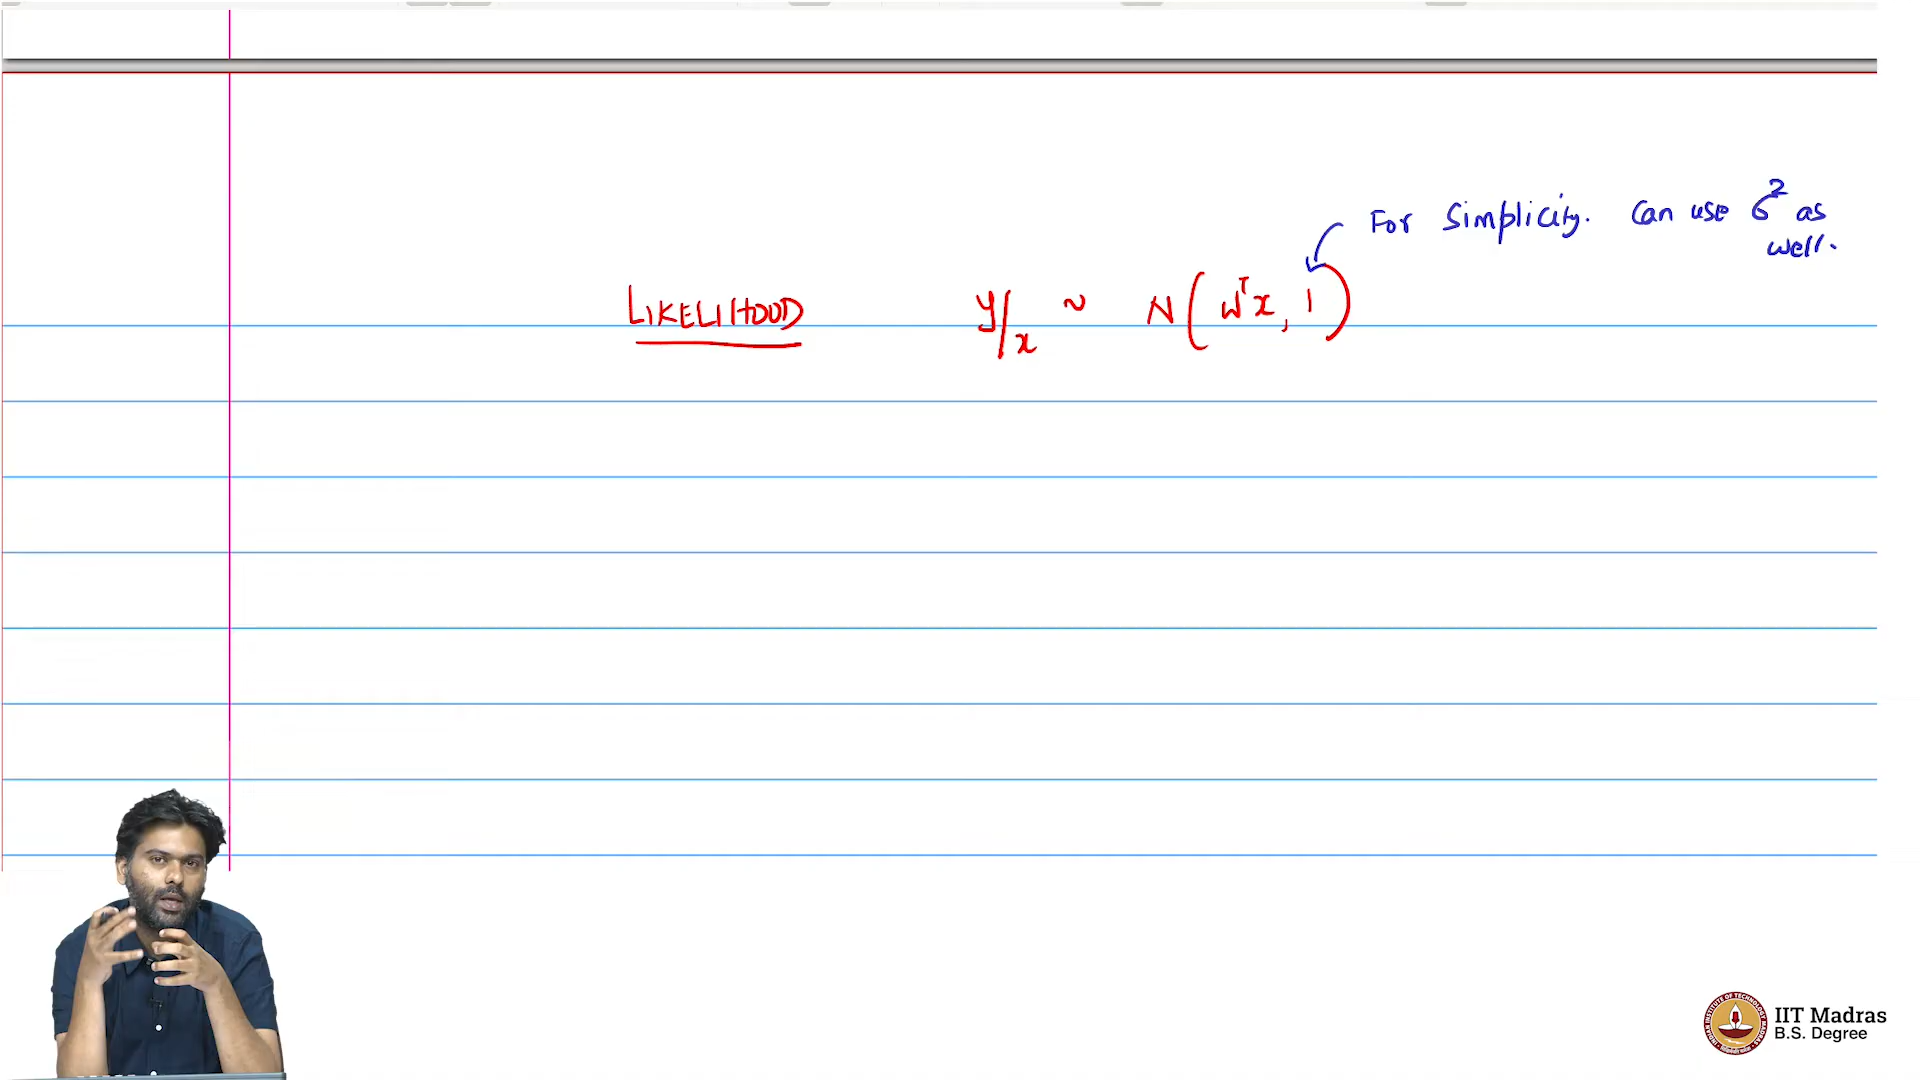 For Simplicity. Can use σ² as
well.
LIKELIHOOD y/x ~ N(wᵀx, 1)
IIT Madras
B.S. Degree